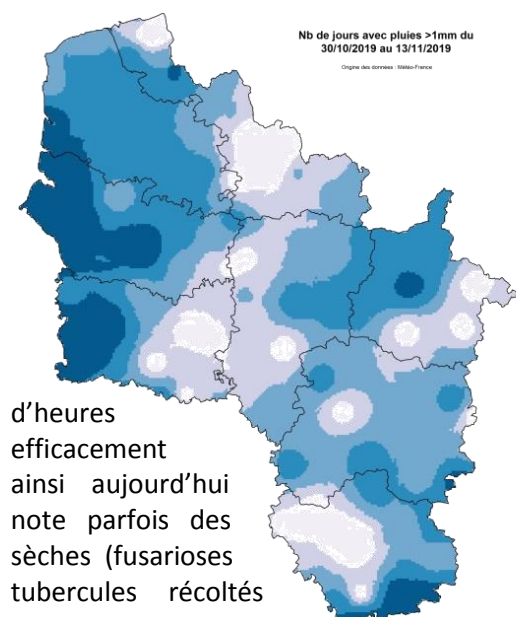 Nb de jours avec pluies >1mm du
30/10/2019 au 13/11/2019
Origine des données : Météo-France
d’heures
efficacement
ainsi aujourd’hui
note parfois des
sèches (fusarioses
tubercules récoltés